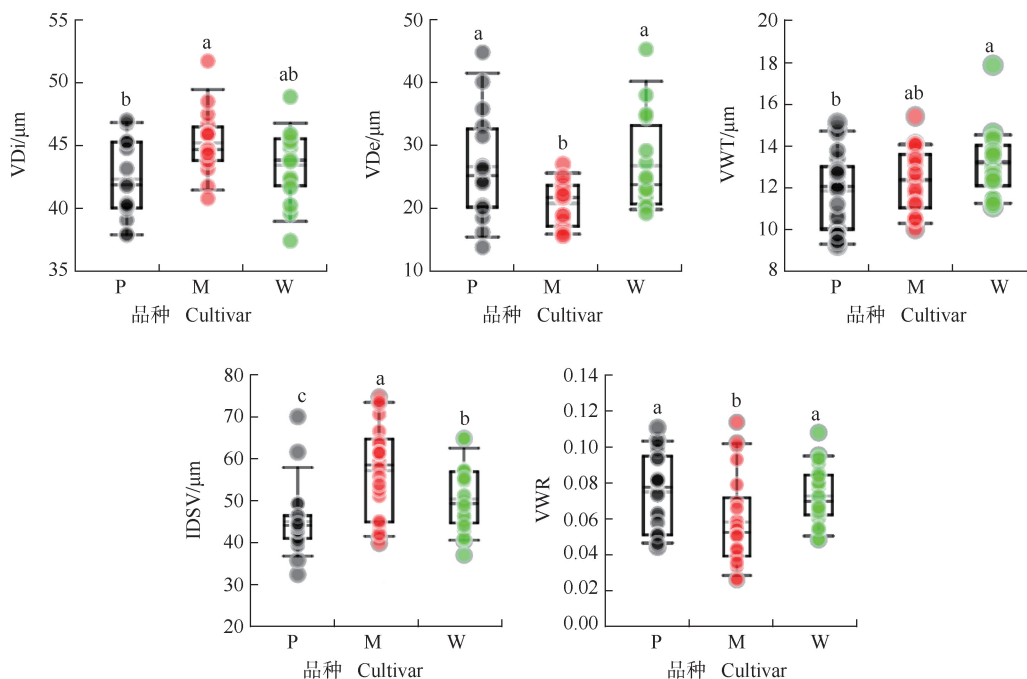 VDi/μm
55
50
45
40
35
b
a
ab
P M W
品种 Cultivar
VDe/μm
60
50
40
30
20
10
a
b
a
P M W
品种 Cultivar
VWT/μm
20
18
16
14
12
10
8
b
ab
a
P M W
品种 Cultivar
IDSV/μm
80
70
60
50
40
30
20
c
a
b
P M W
品种 Cultivar
VWR
0.14
0.12
0.10
0.08
0.06
0.04
0.02
0.00
a
b
a
P M W
品种 Cultivar